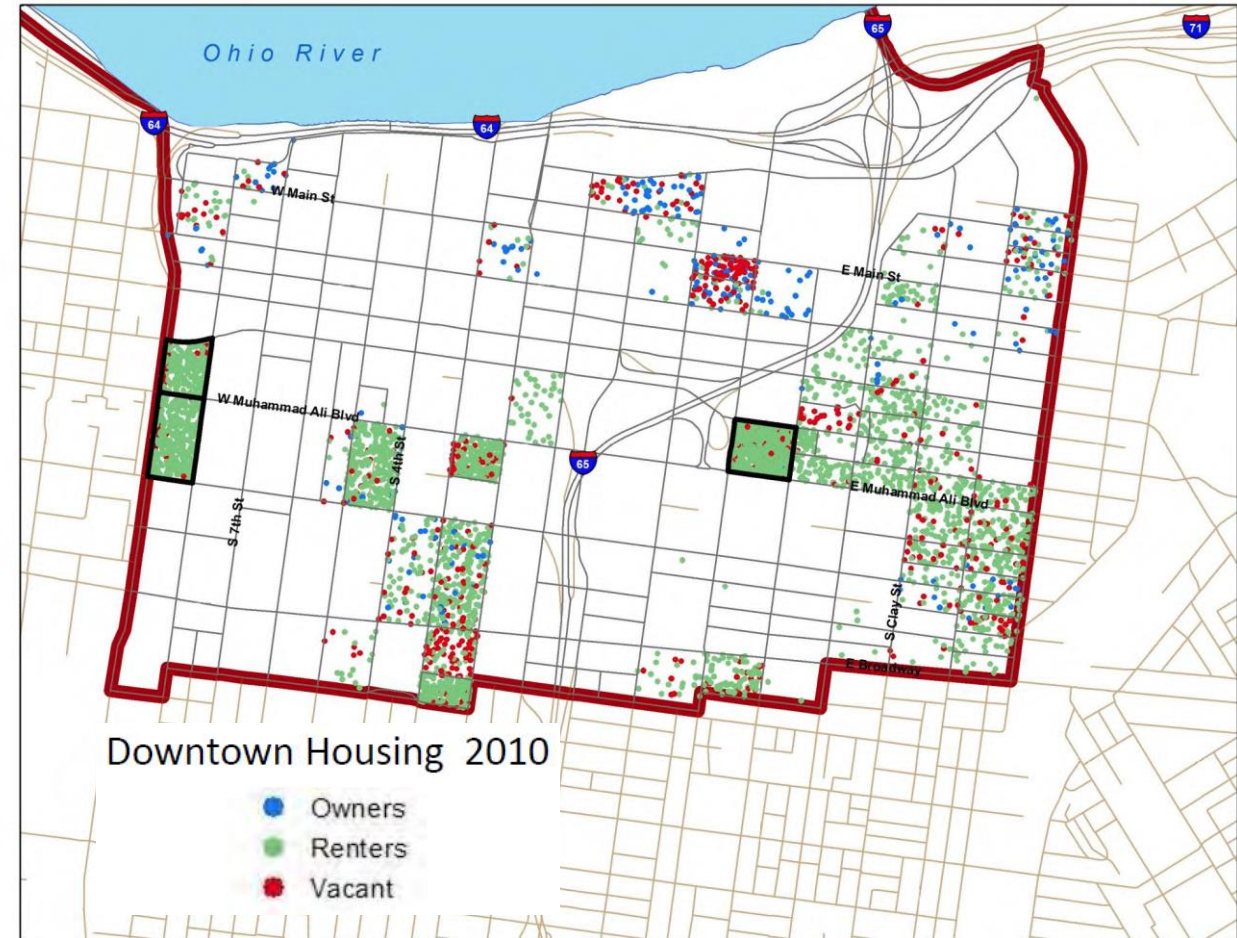 65
71
Ohio River
64
64
W Main St
E Main St
W Muhammad Ali Blvd
S 4th St
65
E Muhammad Ali Blvd
S 7th St
S Clay St
E Broadway
Downtown Housing 2010
Owners
Renters
Vacant